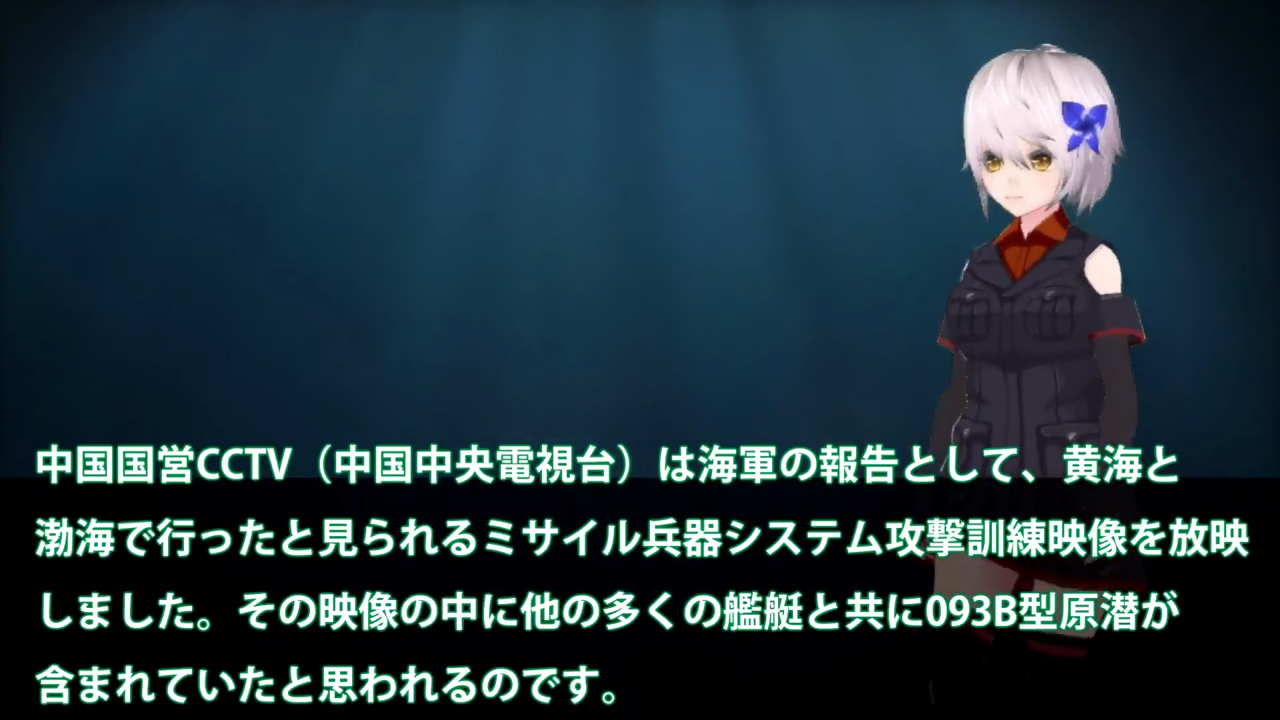 中国国営CCTV（中国中央電視台）は海軍の報告として、黄海と
渤海で行ったと見られるミサイル兵器システム攻撃訓練映像を放映
しました。その映像の中に他の多くの艦艇と共に093B型原潜が
含まれていたと思われるのです。